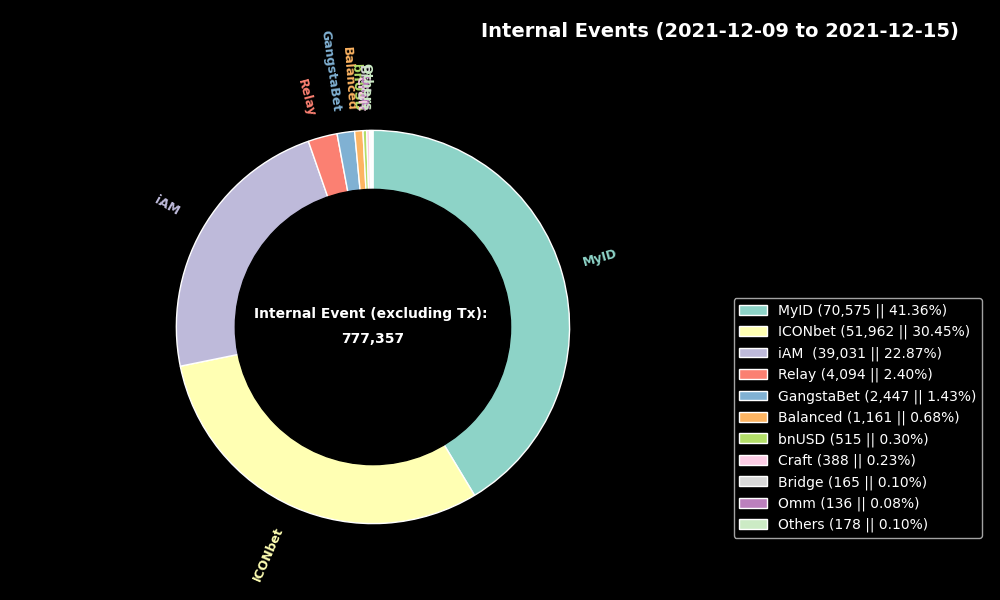 Internal Events (2021-12-09 to 2021-12-15)
Relay
GangstaBet
Balanced
iAM
MyID
ICONbet
Internal Event (excluding Tx):
777,357
MyID (70,575 || 41.36%)
ICONbet (51,962 || 30.45%)
iAM  (39,031 || 22.87%)
Relay (4,094 || 2.40%)
GangstaBet (2,447 || 1.43%)
Balanced (1,161 || 0.68%)
bnUSD (515 || 0.30%)
Craft (388 || 0.23%)
Bridge (165 || 0.10%)
Omm (136 || 0.08%)
Others (178 || 0.10%)